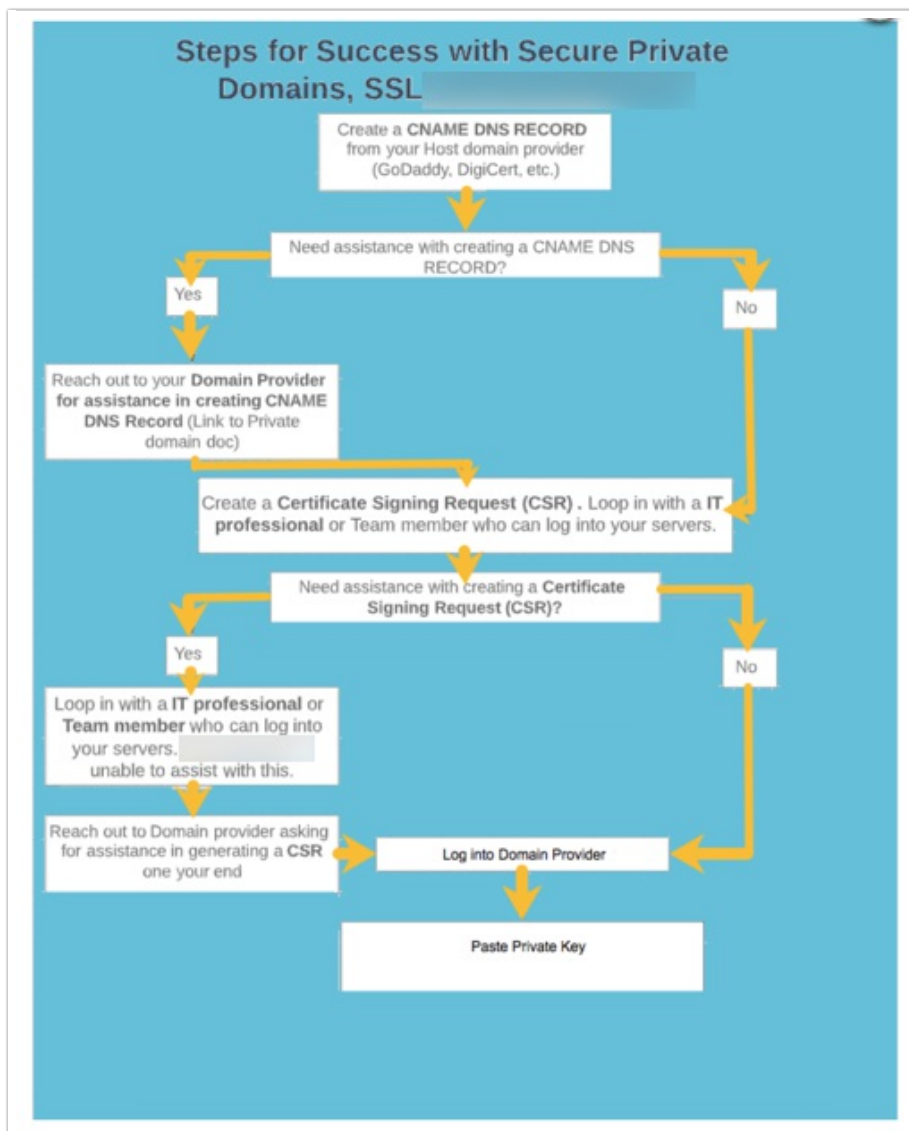 Steps for Success with Secure Private
Domains, SSL
Create a CNAME DNS RECORD
from your Host domain provider
(GoDaddy, DigiCert, etc.)
Need assistance with creating a CNAME DNS
RECORD?
Yes
No
Reach out to your Domain Provider
for assistance in creating CNAME
DNS Record (Link to Private
domain doc)
Create a Certificate Signing Request (CSR) . Loop in with a IT
professional or Team member who can log into your servers.
Need assistance with creating a Certificate
Signing Request (CSR)?
Yes
No
Loop in with a IT professional or
Team member who can log into
your servers.
unable to assist with this.
Reach out to Domain provider asking
for assistance in generating a CSR
one your end
Log into Domain Provider
Paste Private Key